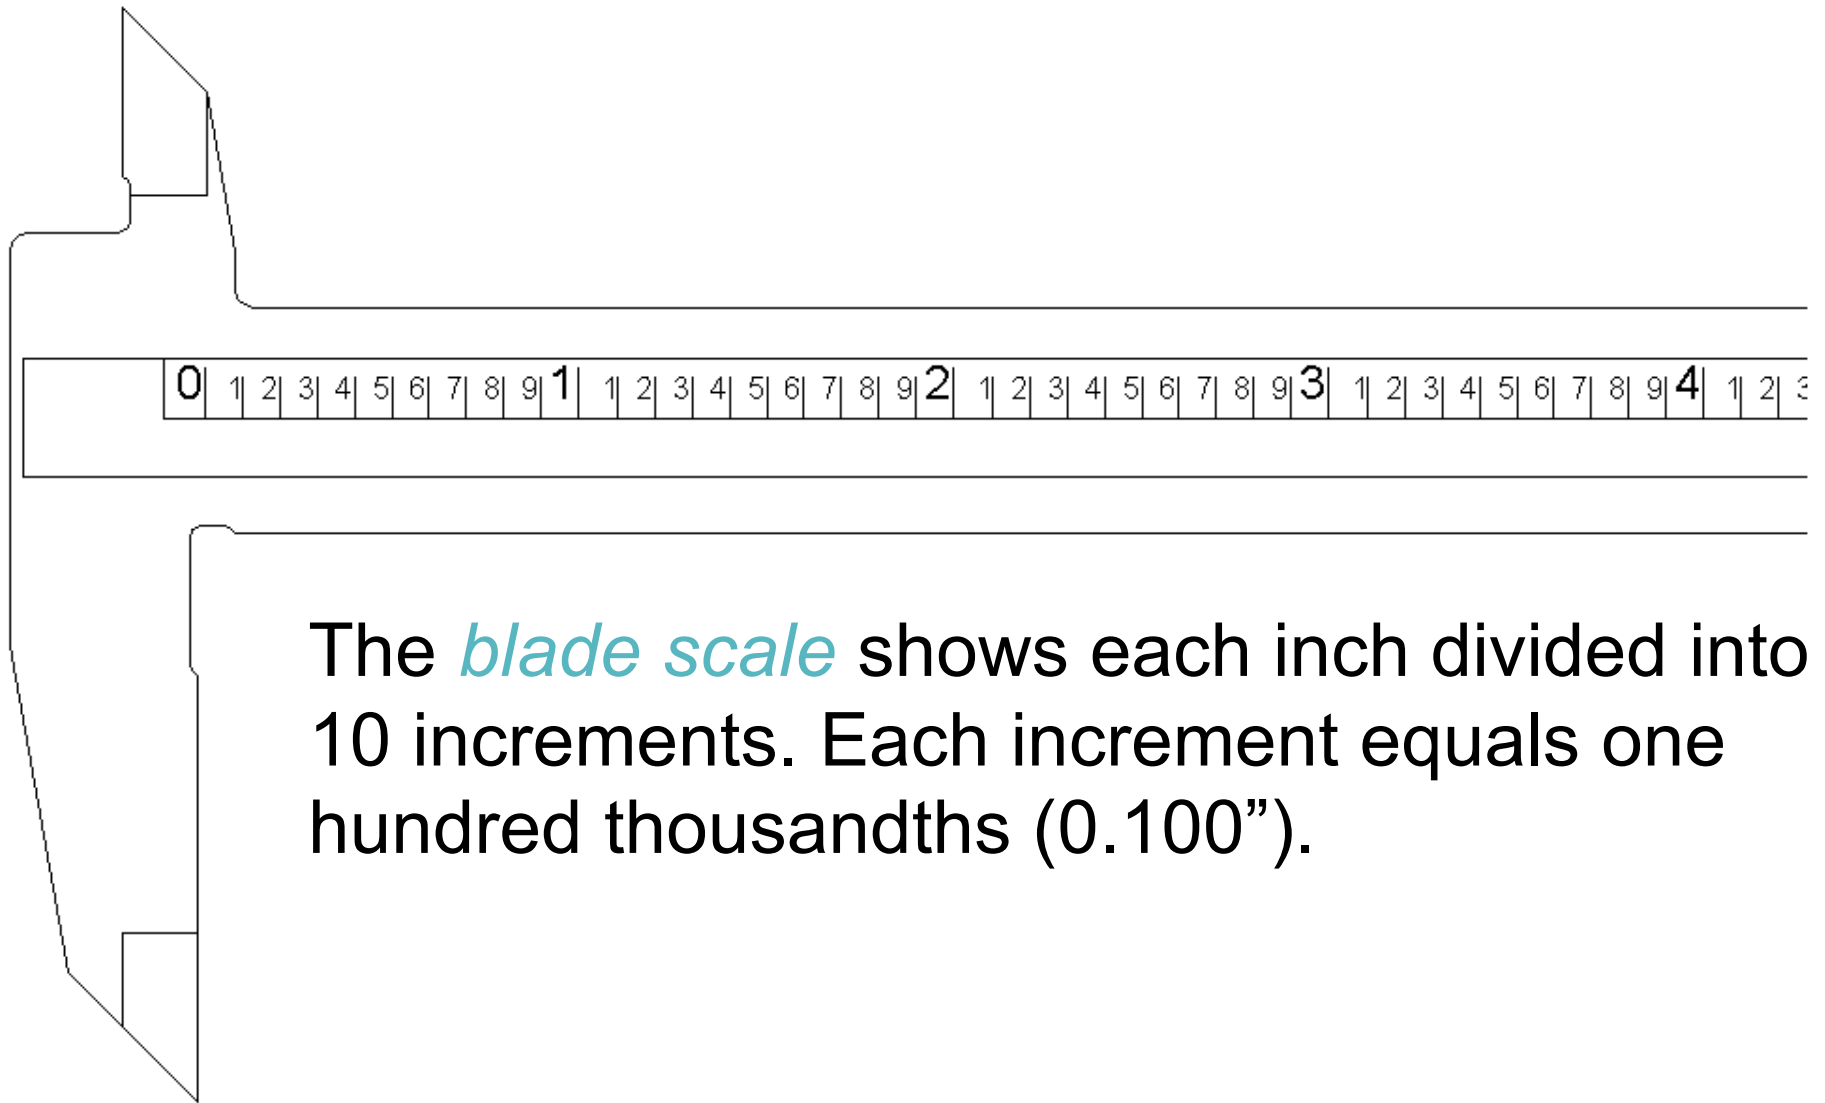 0 1 2 3 4 5 6 7 8 9 1 1 2 3 4 5 6 7 8 9 2 1 2 3 4 5 6 7 8 9 3 1 2 3 4 5 6 7 8 9 4 1 2 3
The blade scale shows each inch divided into
10 increments. Each increment equals one
hundred thousandths (0.100”).